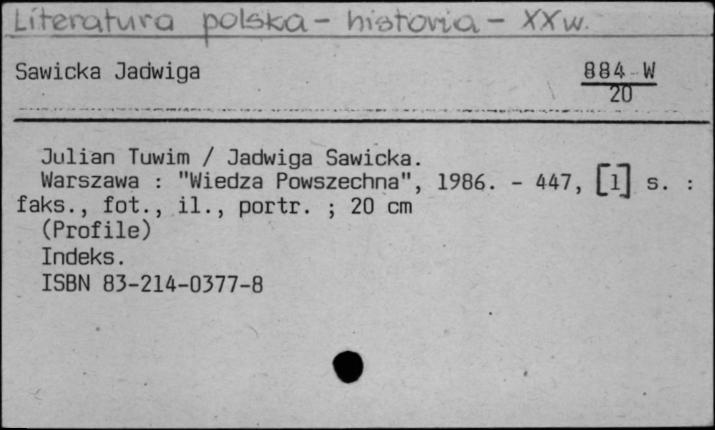 Literatura polska - historia - XX w.
Sawicka Jadwiga
884 W
20
Julian Tuwim / Jadwiga Sawicka.
Warszawa : "Wiedza Powszechna", 1986. - 447, [1] s. :
faks., fot., il., portr. ; 20 cm
(Profile)
Indeks.
ISBN 83-214-0377-8